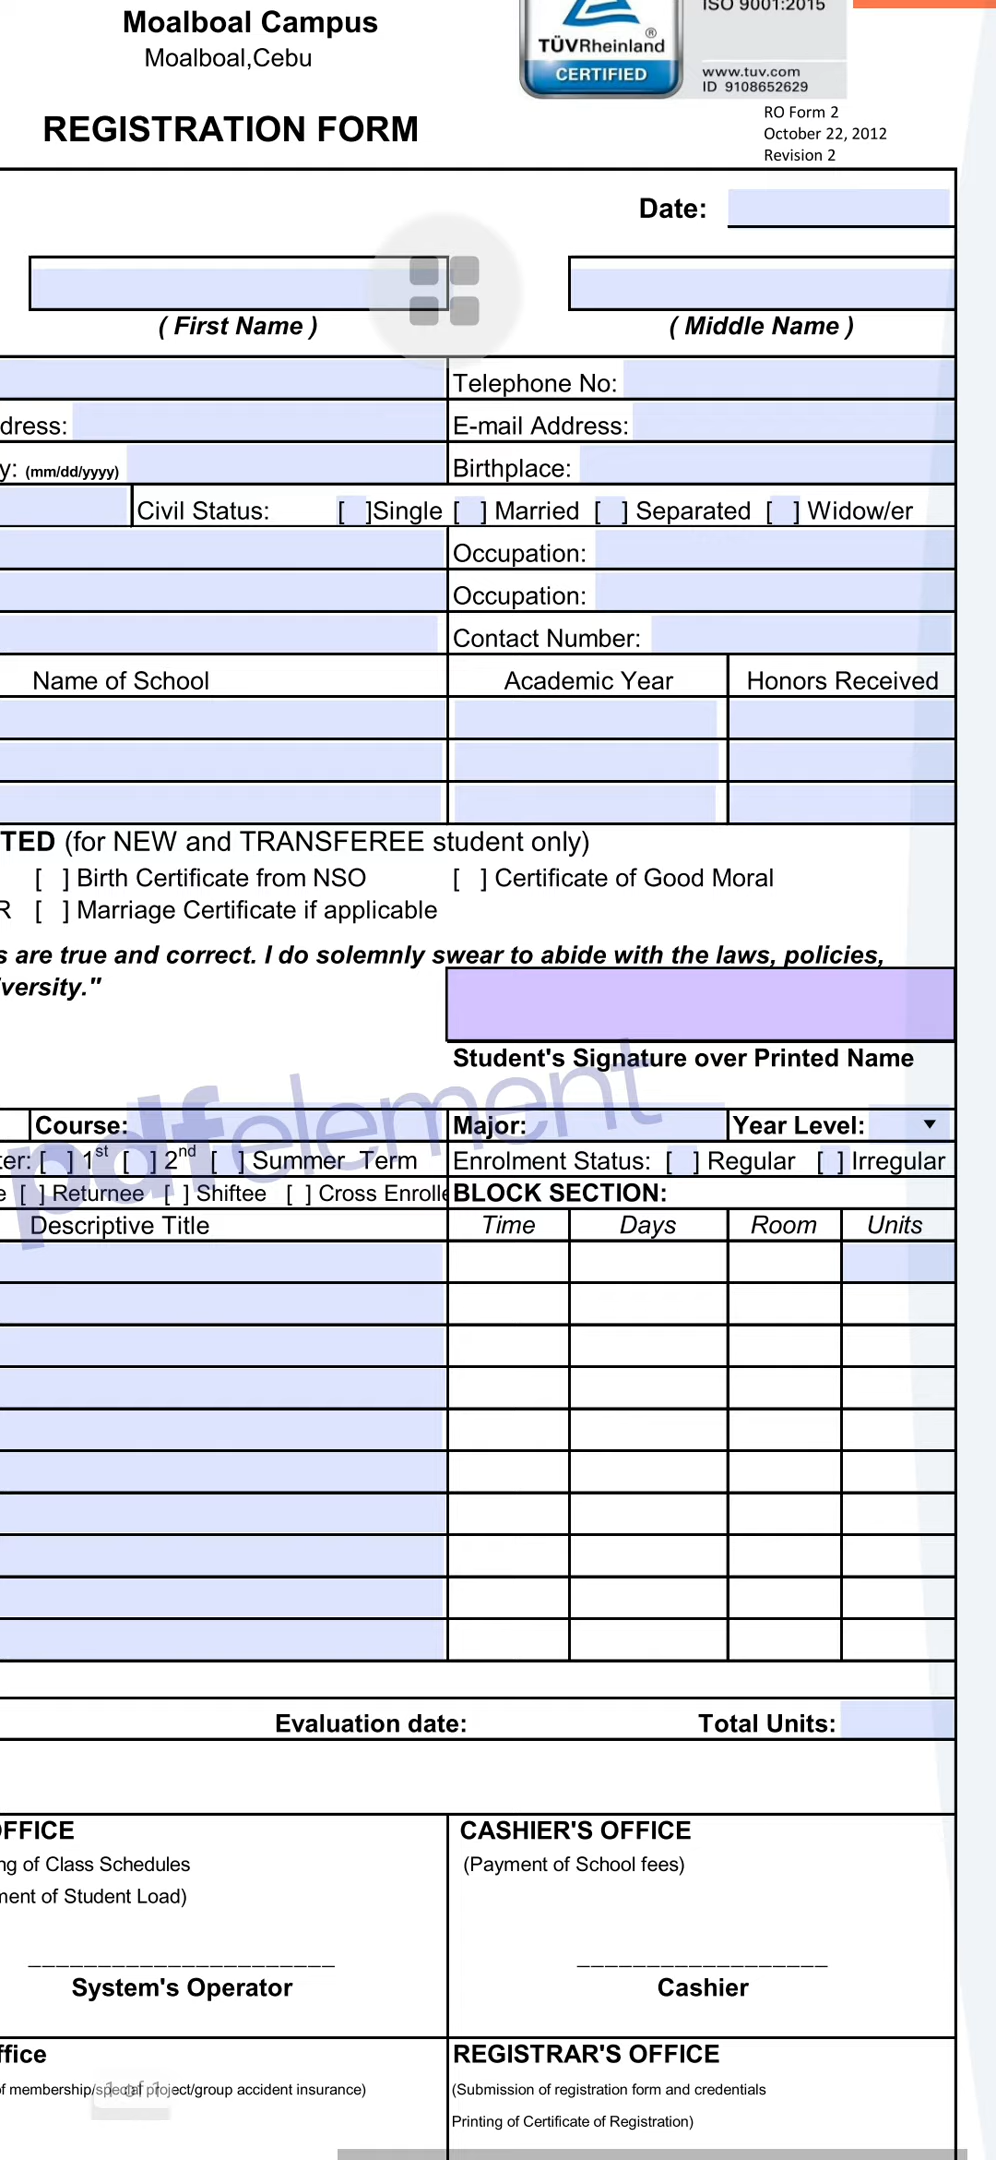 Moalboal Campus
Moalboal,Cebu
ISO 9001:2015
TÜVRheinland ®
CERTIFIED
www.tuv.com
ID 9108652629
REGISTRATION FORM
RO Form 2
October 22, 2012
Revision 2
Date:
( First Name ) ( Middle Name )
Telephone No:
dress: E-mail Address:
y: (mm/dd/yyyy) Birthplace:
Civil Status: [ ]Single [ ] Married [ ] Separated [ ] Widow/er
Occupation:
Occupation:
Contact Number:
Name of School Academic Year Honors Received
TED (for NEW and TRANSFEREE student only)
[ ] Birth Certificate from NSO [ ] Certificate of Good Moral
R [ ] Marriage Certificate if applicable
s are true and correct. I do solemnly swear to abide with the laws, policies,
versity."
Student's Signature over Printed Name
pdfelement
Course: Major: Year Level:
ter: [ ] 1st [ ] 2nd [ ] Summer Term Enrolment Status: [ ] Regular [ ] Irregular
e [ ] Returnee [ ] Shiftee [ ] Cross Enrolle BLOCK SECTION:
Descriptive Title Time Days Room Units
Evaluation date: Total Units:
OFFICE CASHIER'S OFFICE
ng of Class Schedules (Payment of School fees)
ment of Student Load)
System's Operator Cashier
ffice REGISTRAR'S OFFICE
of membership/special project/group accident insurance) (Submission of registration form and credentials
1 of 1
Printing of Certificate of Registration)